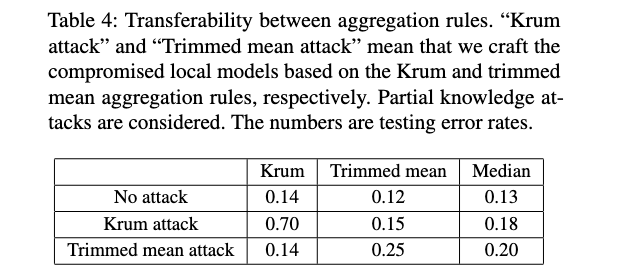 Table 4: Transferability between aggregation rules. “Krum
attack” and “Trimmed mean attack” mean that we craft the
compromised local models based on the Krum and trimmed
mean aggregation rules, respectively. Partial knowledge at-
tacks are considered. The numbers are testing error rates.
Krum Trimmed mean Median
No attack 0.14 0.12 0.13
Krum attack 0.70 0.15 0.18
Trimmed mean attack 0.14 0.25 0.20